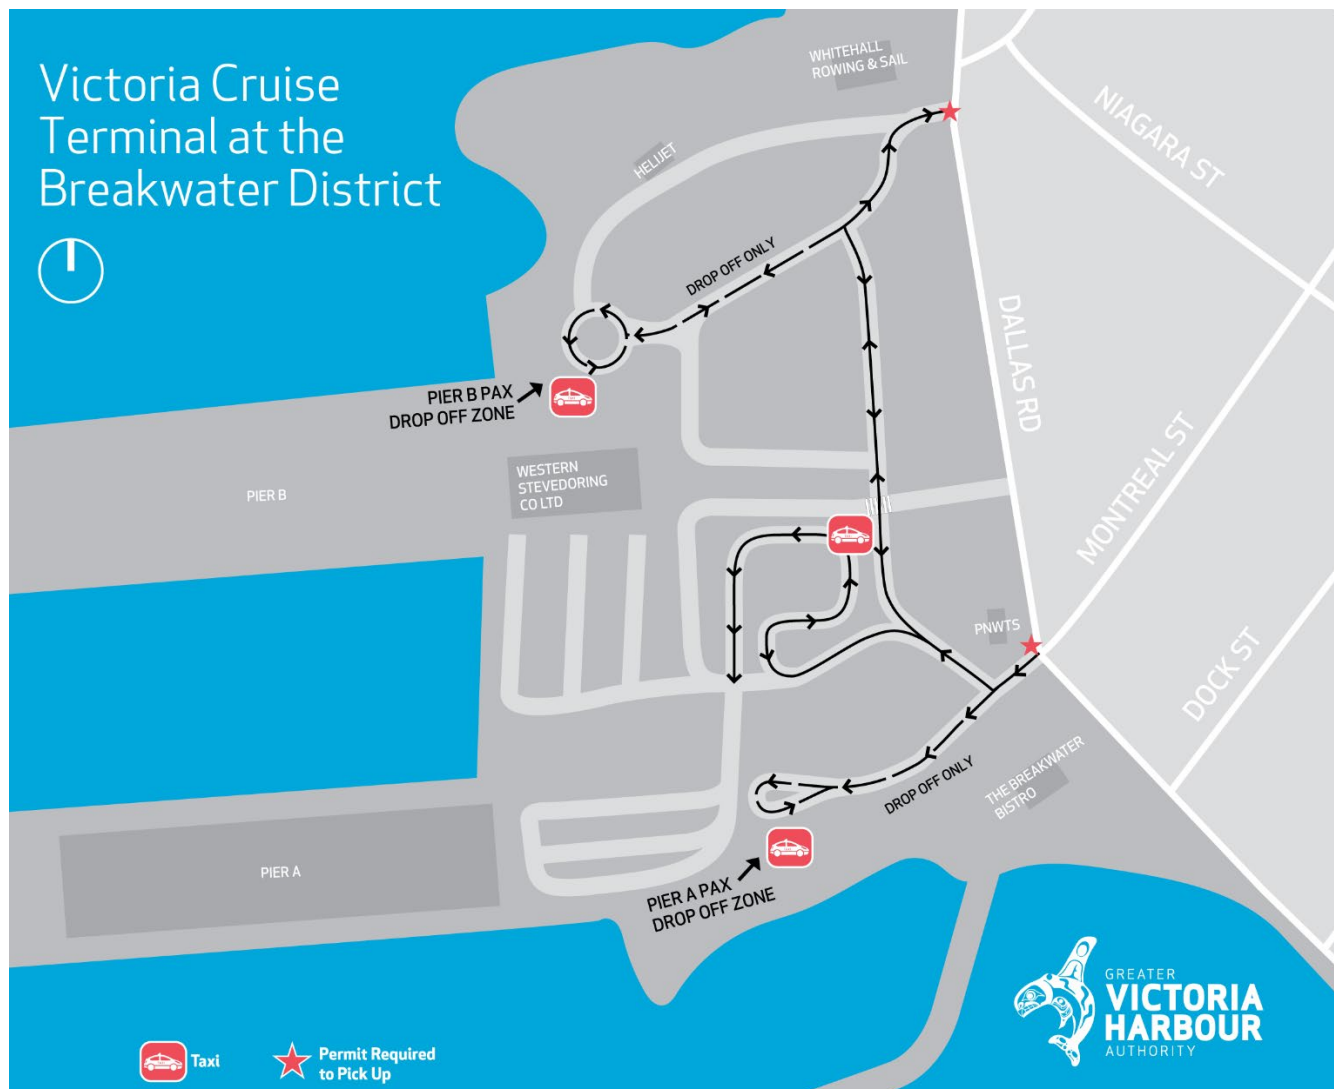 Victoria Cruise
Terminal at the
Breakwater District
WHITEHALL
ROWING & SAIL
NIAGARA ST
HELIJET
DROP OFF ONLY
DALLAS RD
PIER B PAX
DROP OFF ZONE
WESTERN
STEVEDORING
CO LTD
PIER B
MONTREAL ST
PNWTS
DOCK ST
DROP OFF ONLY
THE BREAKWATER
BISTRO
PIER A
PIER A PAX
DROP OFF ZONE
GREATER
VICTORIA
HARBOUR
AUTHORITY
Taxi
Permit Required
to Pick Up